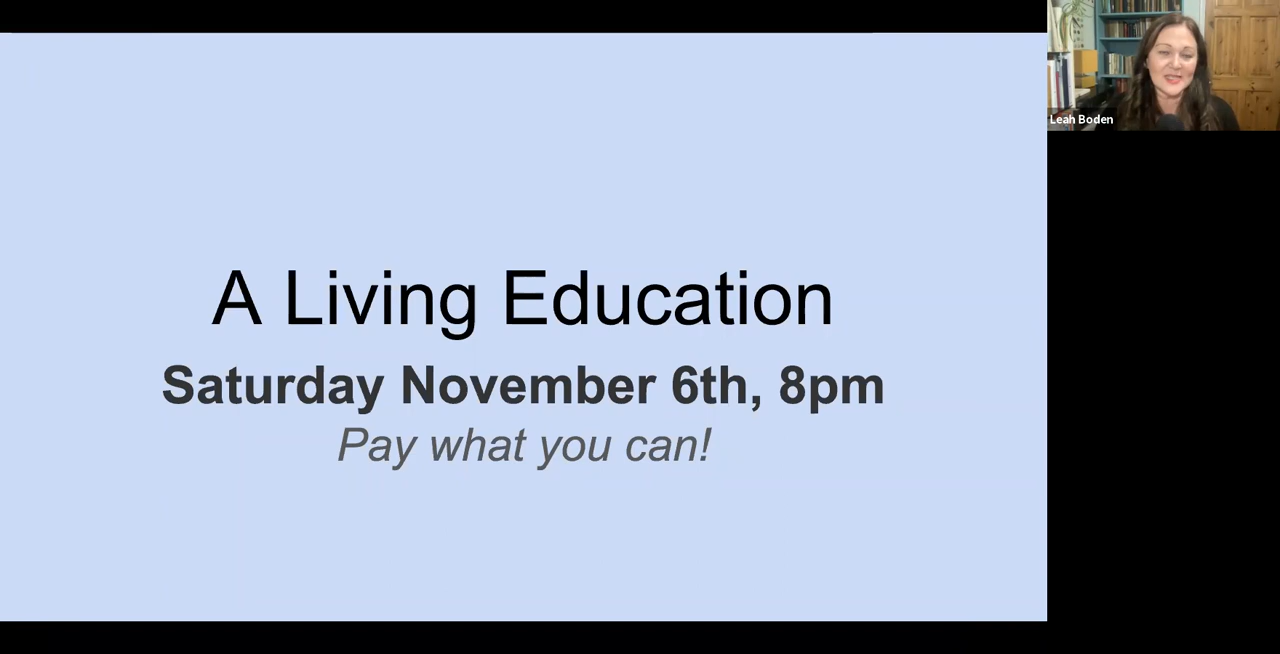 A Living Education
Saturday November 6th, 8pm
Pay what you can!
Leah Boden